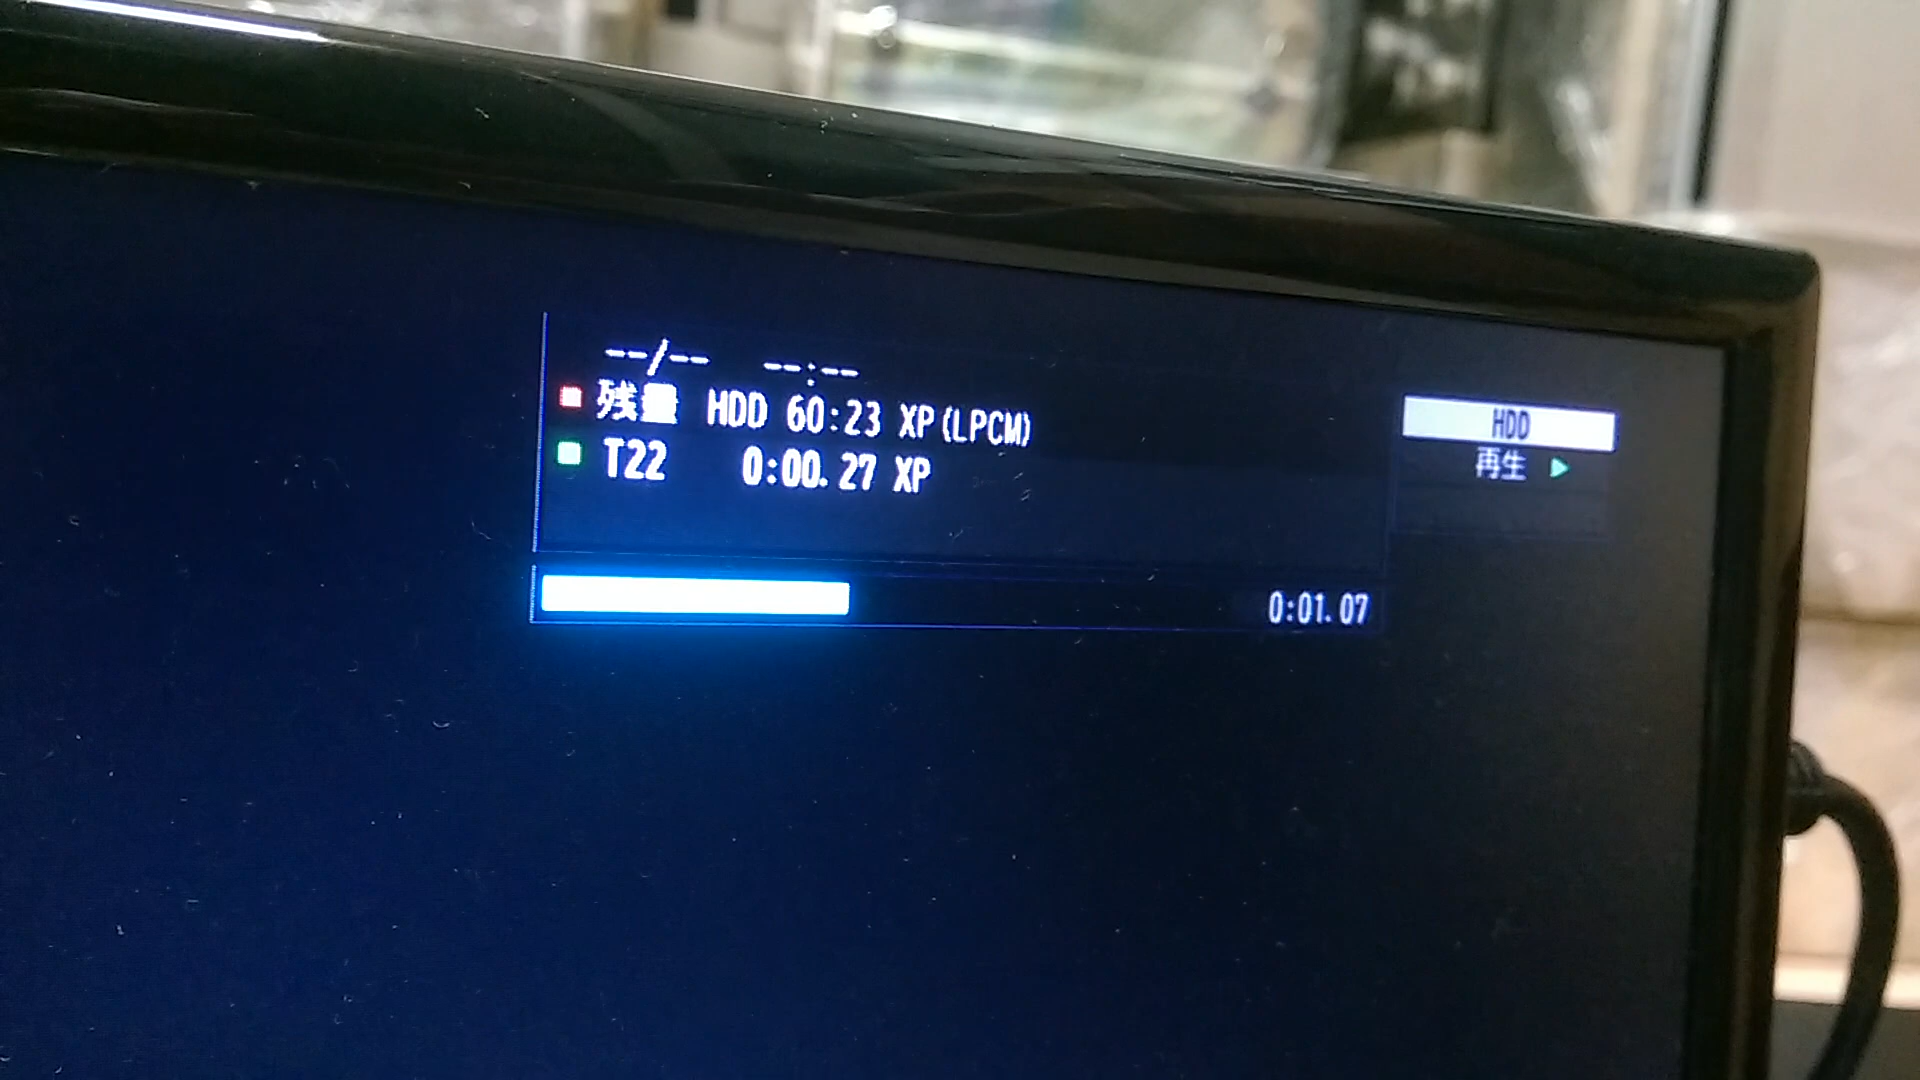 --/-- --:--
残量 HDD 60:23 XP(LPCM)
T22 0:00.27 XP
HDD
再生
0:01.07